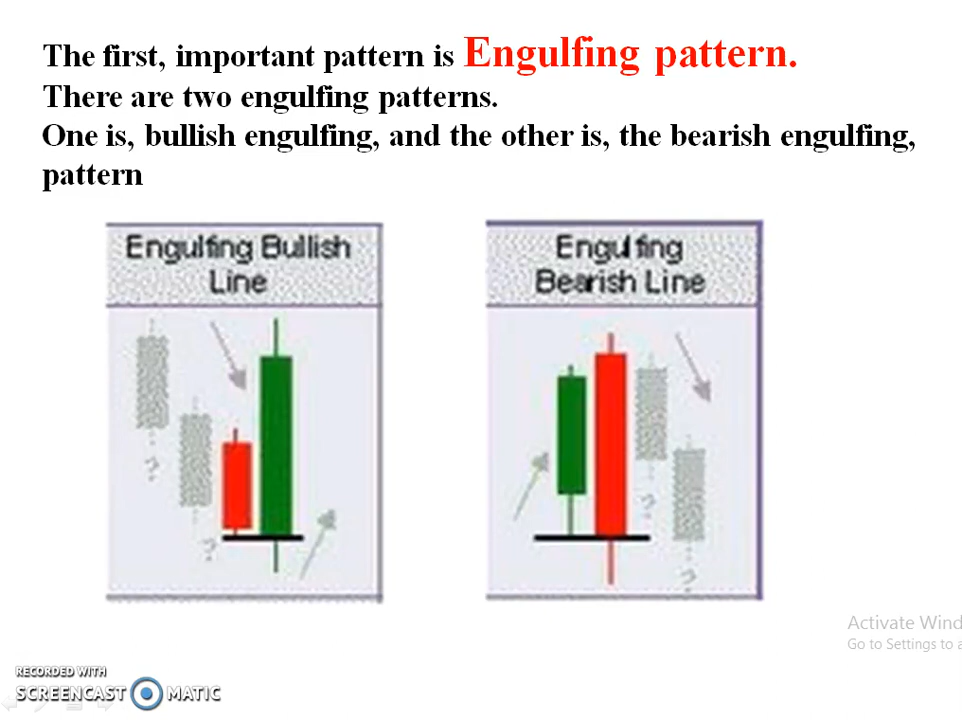 The first, important pattern is Engulfing pattern.
There are two engulfing patterns.
One is, bullish engulfing, and the other is, the bearish engulfing,
pattern
Engulfing Bullish
Line
?
?
Engulfing
Bearish Line
?
?
Activate Wind
Go to Settings to a
RECORDED WITH
SCREENCAST MATIC